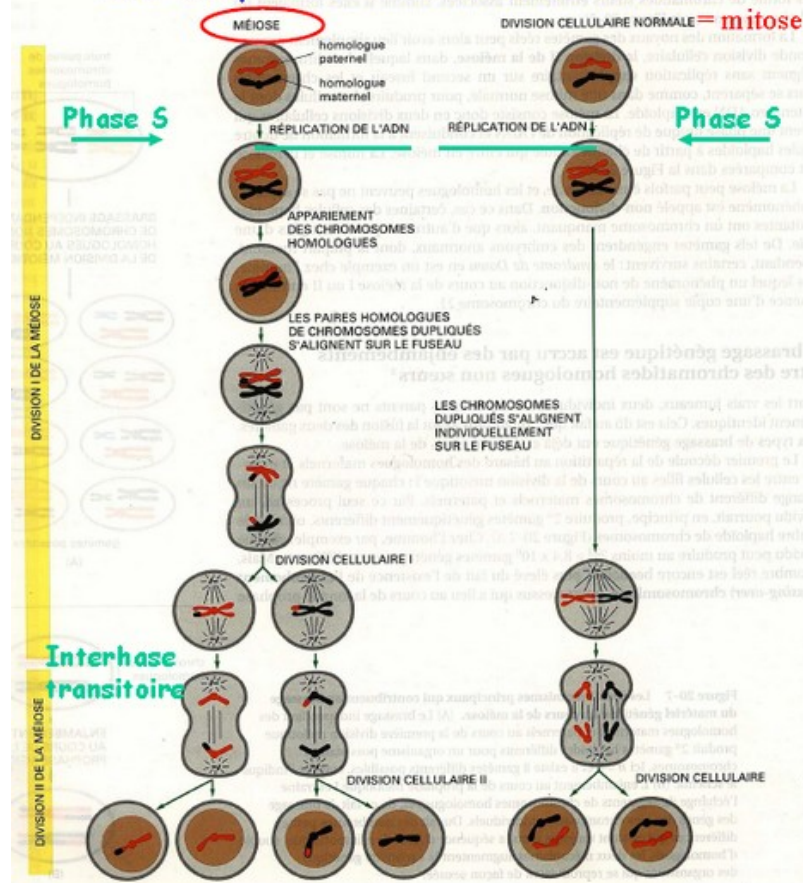 MÉIOSE
DIVISION CELLULAIRE NORMALE = mitose
homologue
paternel
homologue
maternel
Phase S
RÉPLICATION DE L'ADN
RÉPLICATION DE L'ADN
Phase S
APPARIEMENT
DES CHROMOSOMES
HOMOLOGUES
LES PAIRES HOMOLOGUES
DE CHROMOSOMES DUPLIQUÉS
S'ALIGNENT SUR LE FUSEAU
DIVISION I DE LA MÉIOSE
LES CHROMOSOMES
DUPLIQUÉS S'ALIGNENT
INDIVIDUELLEMENT
SUR LE FUSEAU
DIVISION CELLULAIRE I
Interhase
transitoire
DIVISION II DE LA MÉIOSE
DIVISION CELLULAIRE II
DIVISION CELLULAIRE